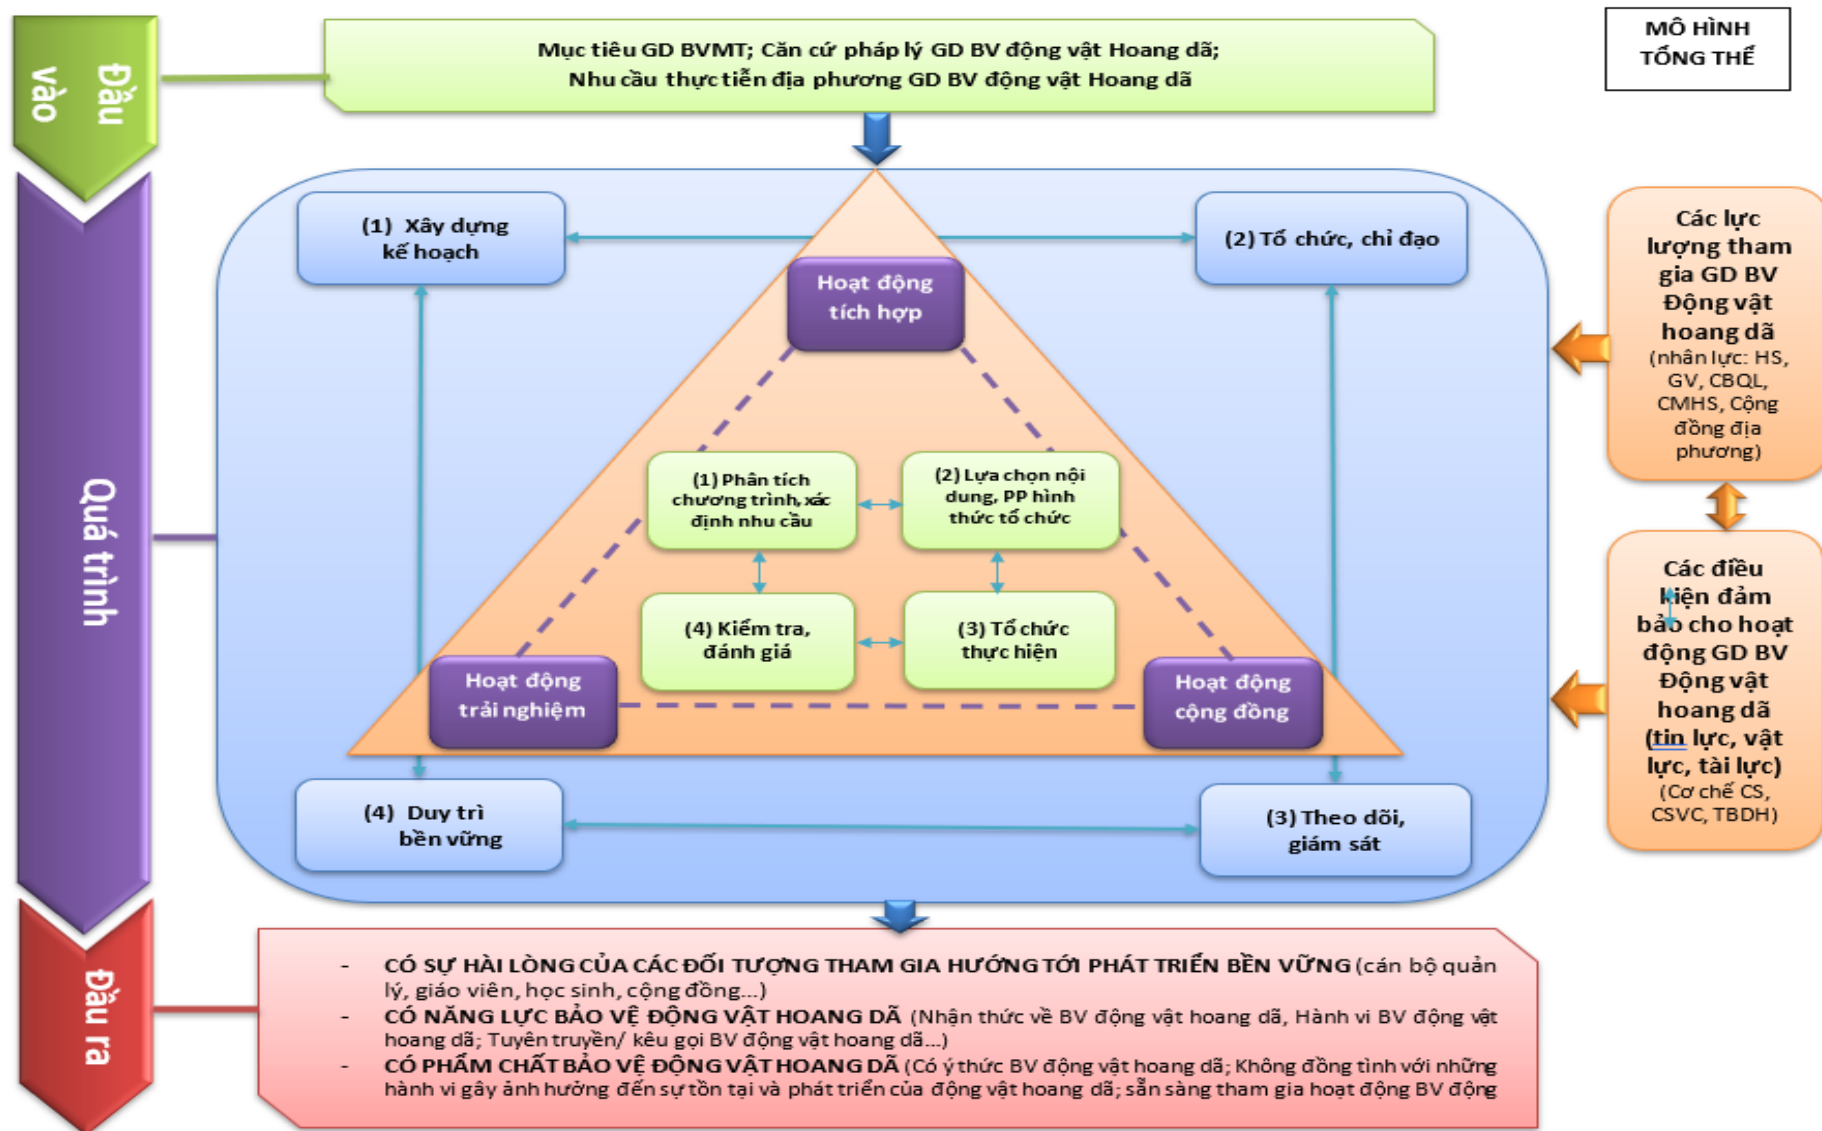 Đầu
vào
Mục tiêu GD BVMT; Căn cứ pháp lý GD BV động vật Hoang dã;
Nhu cầu thực tiễn địa phương GD BV động vật Hoang dã
MÔ HÌNH
TỔNG THỂ
Quá trình
(1) Xây dựng
kế hoạch
(2) Tổ chức, chỉ đạo
Hoạt động
tích hợp
(1) Phân tích
chương trình, xác
định nhu cầu
(2) Lựa chọn nội
dung, PP hình
thức tổ chức
(4) Kiểm tra,
đánh giá
(3) Tổ chức
thực hiện
Hoạt động
trải nghiệm
Hoạt động
cộng đồng
(4) Duy trì
bền vững
(3) Theo dõi,
giám sát
Các lực
lượng tham
gia GD BV
Động vật
hoang dã
(nhân lực: HS,
GV, CBQL,
CMHS, Cộng
đồng địa
phương)
Các điều
kiện đảm
bảo cho hoạt
động GD BV
Động vật
hoang dã
(tin lực, vật
lực, tài lực)
(Cơ chế CS,
CSVC, TBDH)
Đầu ra
- CÓ SỰ HÀI LÒNG CỦA CÁC ĐỐI TƯỢNG THAM GIA HƯỚNG TỚI PHÁT TRIỂN BỀN VỮNG (cán bộ quản
lý, giáo viên, học sinh, cộng đồng...)
- CÓ NĂNG LỰC BẢO VỆ ĐỘNG VẬT HOANG DÃ (Nhận thức về BV động vật hoang dã, Hành vi BV động vật
hoang dã; Tuyên truyền/ kêu gọi BV động vật hoang dã...)
- CÓ PHẨM CHẤT BẢO VỆ ĐỘNG VẬT HOANG DÃ (Có ý thức BV động vật hoang dã; Không đồng tình với những
hành vi gây ảnh hưởng đến sự tồn tại và phát triển của động vật hoang dã; sẵn sàng tham gia hoạt động BV động